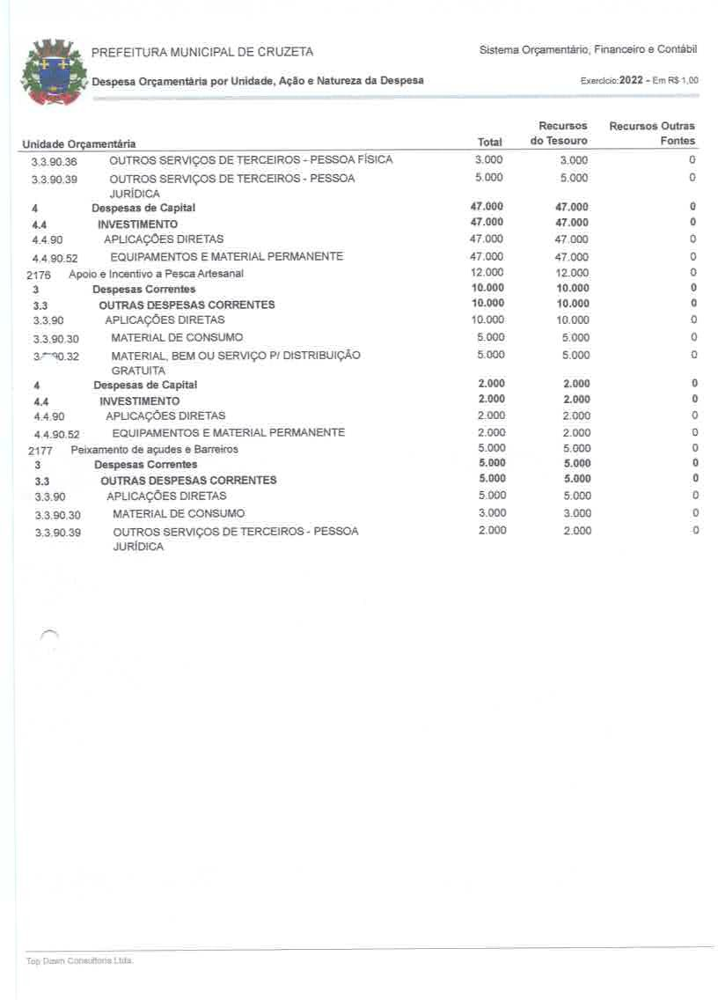 PREFEITURA MUNICIPAL DE CRUZETA
Sistema Orçamentário, Financeiro e Contábil
Despesa Orçamentária por Unidade, Ação e Natureza da Despesa
Exercício:2022 - Em R$ 1,00
Unidade Orçamentária Total Recursos do Tesouro Recursos Outras Fontes
3.3.90.36 OUTROS SERVIÇOS DE TERCEIROS - PESSOA FÍSICA 3.000 3.000 0
3.3.90.39 OUTROS SERVIÇOS DE TERCEIROS - PESSOA 5.000 5.000 0
JURÍDICA
4 Despesas de Capital 47.000 47.000 0
4.4 INVESTIMENTO 47.000 47.000 0
4.4.90 APLICAÇÕES DIRETAS 47.000 47.000 0
4.4.90.52 EQUIPAMENTOS E MATERIAL PERMANENTE 47.000 47.000 0
2176 Apoio e Incentivo a Pesca Artesanal 12.000 12.000 0
3 Despesas Correntes 10.000 10.000 0
3.3 OUTRAS DESPESAS CORRENTES 10.000 10.000 0
3.3.90 APLICAÇÕES DIRETAS 10.000 10.000 0
3.3.90.30 MATERIAL DE CONSUMO 5.000 5.000 0
MATERIAL, BEM OU SERVIÇO P/ DISTRIBUIÇÃO 5.000 5.000 0
GRATUITA
4 Despesas de Capital 2.000 2.000 0
4.4 INVESTIMENTO 2.000 2.000 0
4.4.90 APLICAÇÕES DIRETAS 2.000 2.000 0
4.4.90.52 EQUIPAMENTOS E MATERIAL PERMANENTE 2.000 2.000 0
2177 Peixamento de açudes e Barreiros 5.000 5.000 0
3 Despesas Correntes 5.000 5.000 0
3.3 OUTRAS DESPESAS CORRENTES 5.000 5.000 0
3.3.90 APLICAÇÕES DIRETAS 5.000 5.000 0
3.3.90.30 MATERIAL DE CONSUMO 3.000 3.000 0
3.3.90.39 OUTROS SERVIÇOS DE TERCEIROS - PESSOA 2.000 2.000 0
JURÍDICA
Top Down Consultoria Ltda.